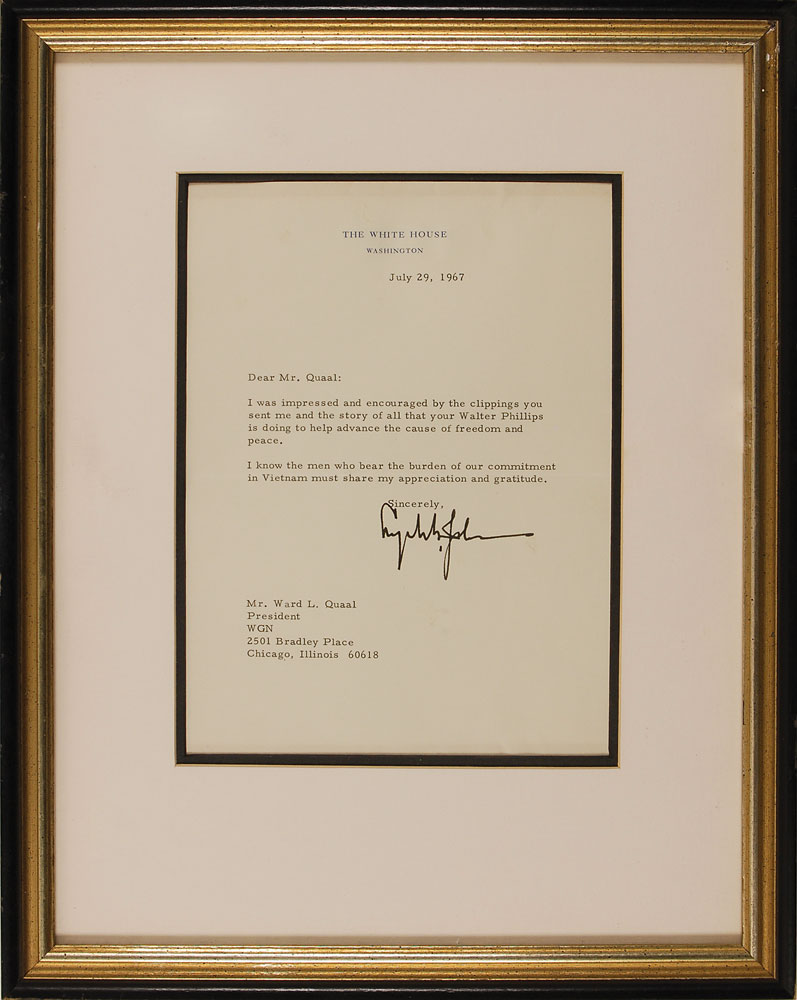 THE WHITE HOUSE
WASHINGTON
July 29, 1967
Dear Mr. Quaal:
I was impressed and encouraged by the clippings you
sent me and the story of all that your Walter Phillips
is doing to help advance the cause of freedom and
peace.
I know the men who bear the burden of our commitment
in Vietnam must share my appreciation and gratitude.
Sincerely,
Mr. Ward L. Quaal
President
WGN
2501 Bradley Place
Chicago, Illinois 60618